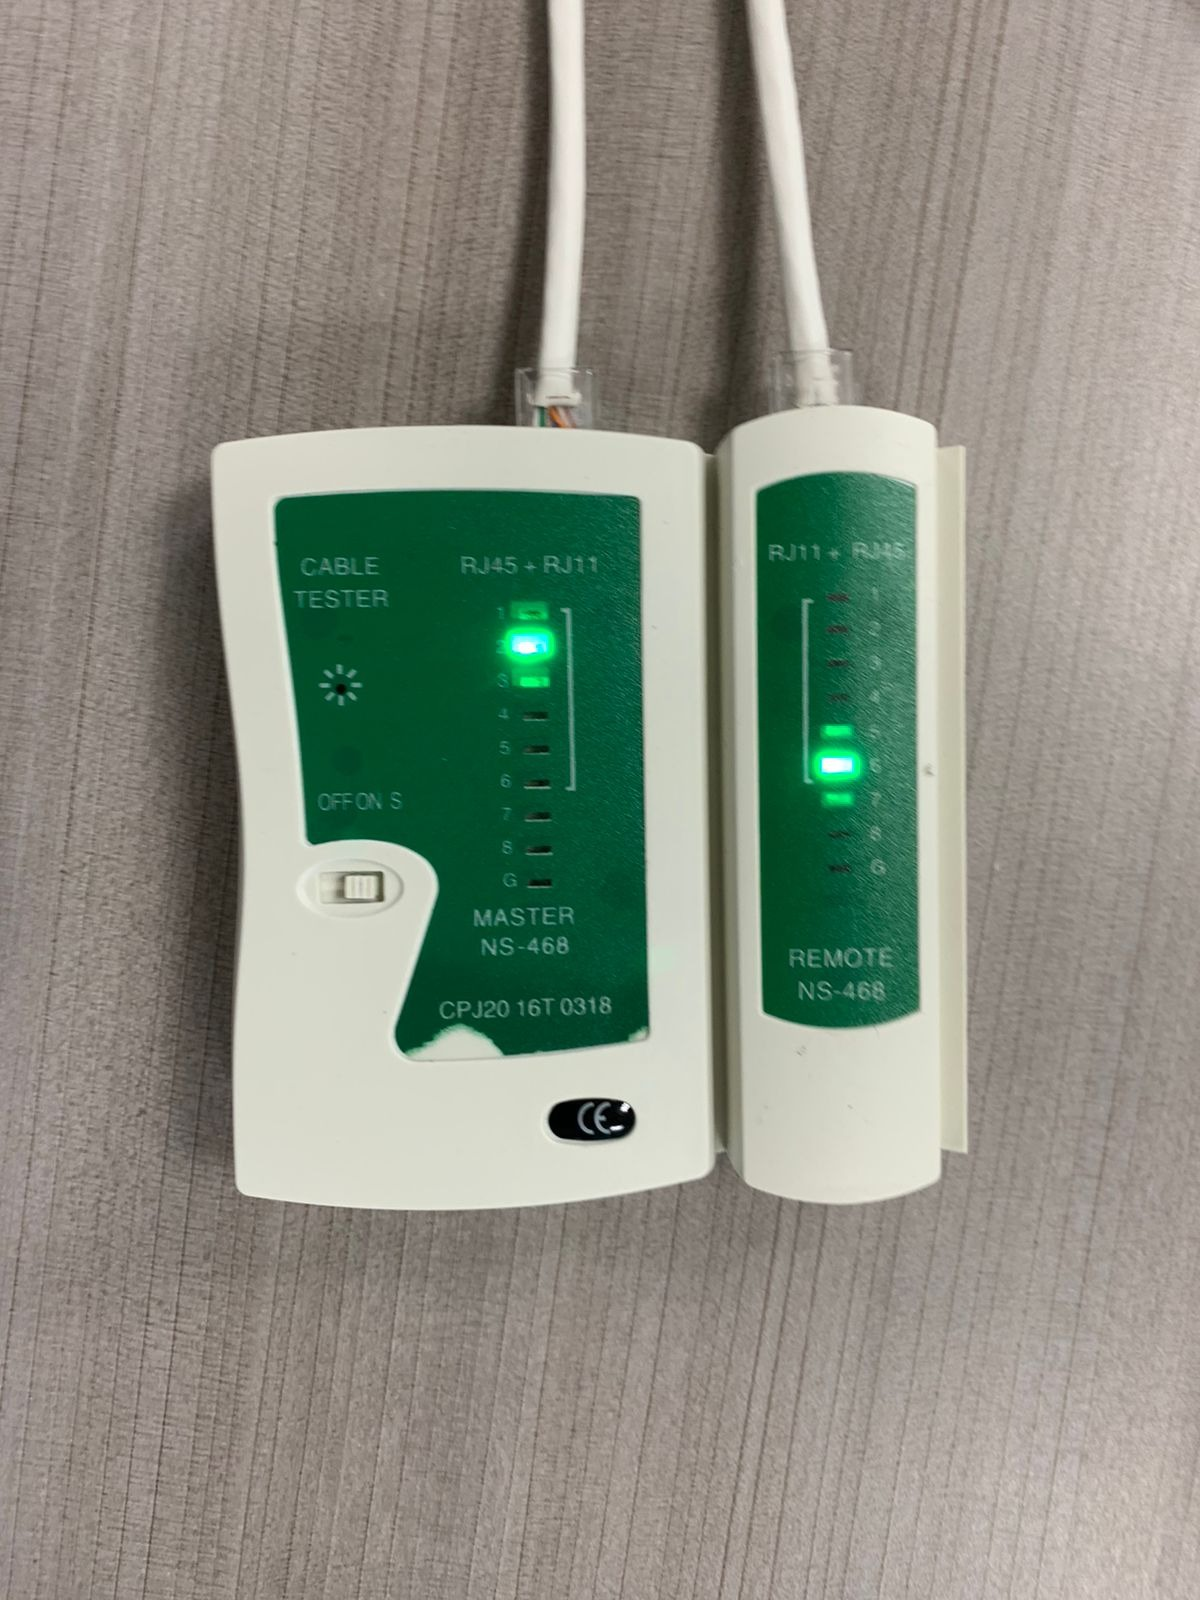 CABLE
TESTER
OFF ON S
RJ45 + RJ11
1
2
3
4
5
6
7
8
G
MASTER
NS-468
CPJ20 16T 0318
CE
RJ11 + RJ45
1
2
3
4
5
6
7
8
G
REMOTE
NS-468